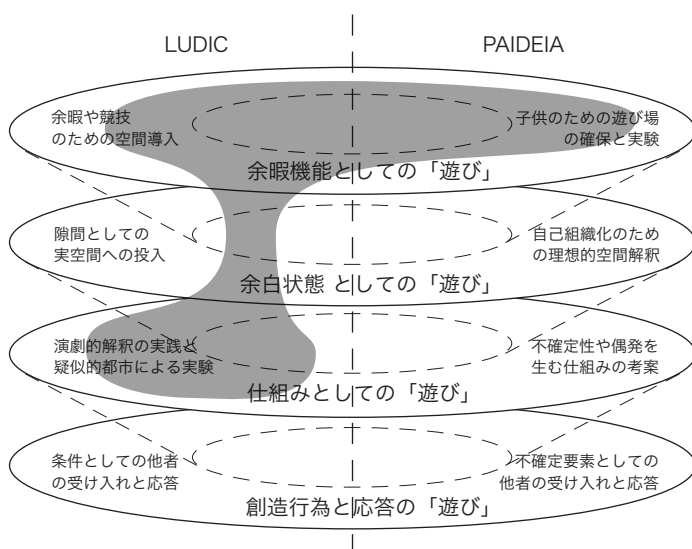 LUDIC
PAIDEIA
余暇や競技
のための空間導入
子供のための遊び場
の確保と実験
余暇機能としての「遊び」
隙間としての
実空間への投入
自己組織化のため
の理想的空間解釈
余白状態 としての「遊び」
演劇的解釈の実践と
疑似的都市による実験
不確定性や偶発を
生む仕組みの考案
仕組みとしての「遊び」
条件としての他者
の受け入れと応答
不確定要素としての
他者の受け入れと応答
創造行為と応答の「遊び」